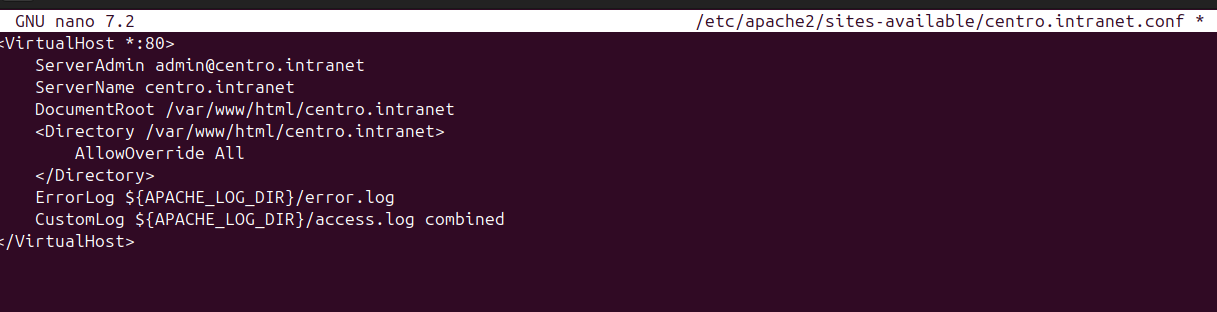 GNU nano 7.2 /etc/apache2/sites-available/centro.intranet.conf *
<VirtualHost *:80>
    ServerAdmin admin@centro.intranet
    ServerName centro.intranet
    DocumentRoot /var/www/html/centro.intranet
    <Directory /var/www/html/centro.intranet>
        AllowOverride All
    </Directory>
    ErrorLog ${APACHE_LOG_DIR}/error.log
    CustomLog ${APACHE_LOG_DIR}/access.log combined
</VirtualHost>